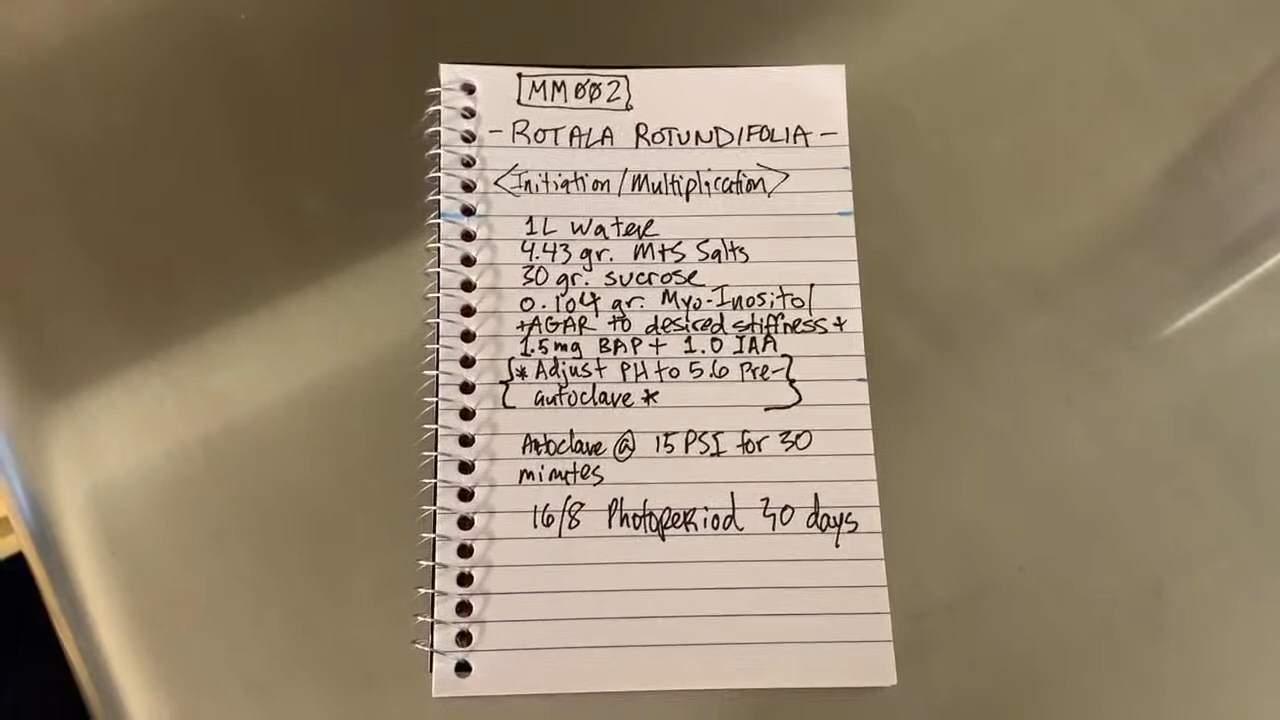 MM002
- ROTALA ROTUNDIFOLIA -
<Initiation/Multiplication>
1L Water
4.43 gr. M+S Salts
30 gr. sucrose
0.104 gr. Myo-Inositol
+AGAR to desired stiffness+
1.5mg BAP + 1.0 IAA
{* Adjust PH to 5.6 Pre-
autoclave *}
Autoclave @ 15 PSI for 30
minutes
16/8 Photoperiod 30 days